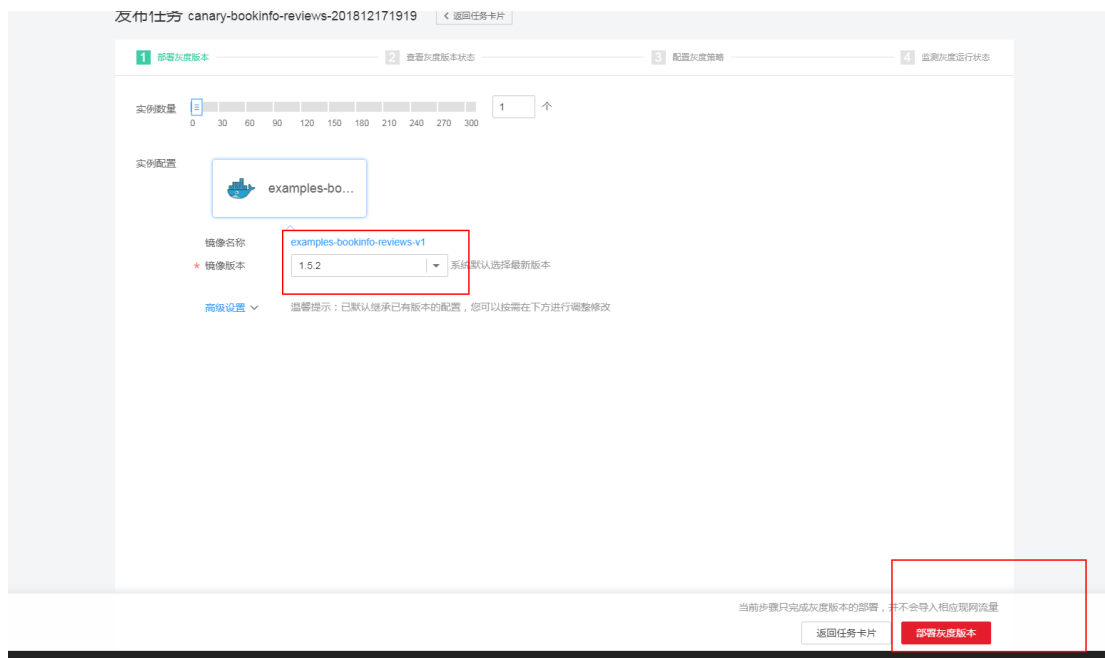 发布任务 canary-bookinfo-reviews-201812171919 < 返回任务卡片
1 部署灰度版本 2 查看灰度版本状态 3 配置灰度策略 4 监测灰度运行状态
实例数量 1 个
0 30 60 90 120 150 180 210 240 270 300
实例配置
examples-bo...
镜像名称 examples-bookinfo-reviews-v1
* 镜像版本 1.5.2 系统默认选择最新版本
高级设置 温馨提示：已默认继承已有版本的配置，您可以按需在下方进行调整修改
当前步骤只完成灰度版本的部署，并不会导入相应现网流量
返回任务卡片 部署灰度版本